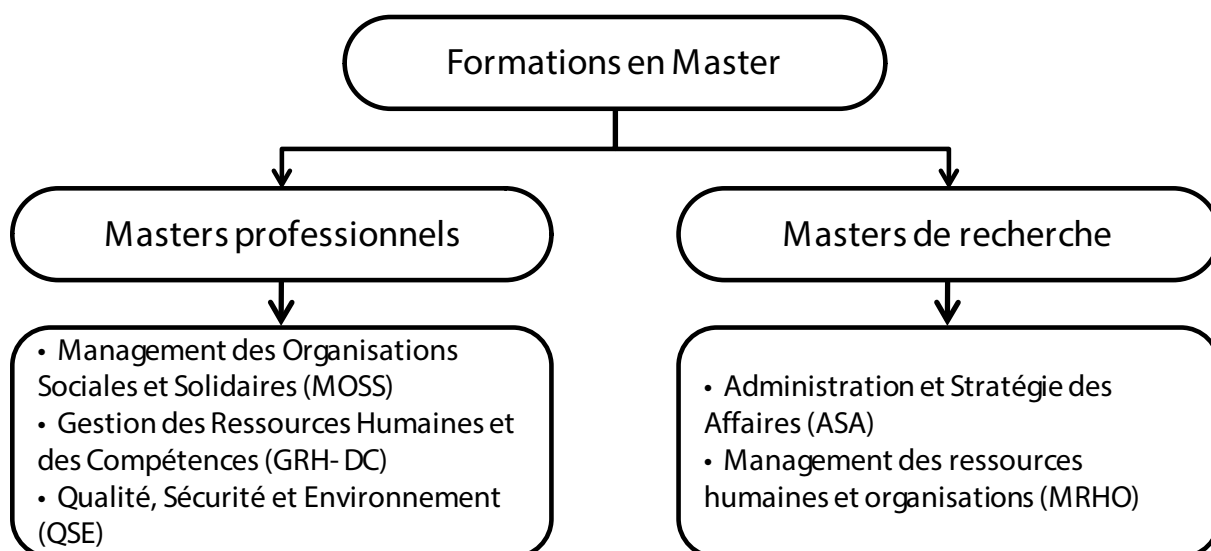 Formations en Master
Masters professionnels
Masters de recherche
• Management des Organisations
Sociales et Solidaires (MOSS)
• Gestion des Ressources Humaines et
des Compétences (GRH-DC)
• Qualité, Sécurité et Environnement
(QSE)
• Administration et Stratégie des
Affaires (ASA)
• Management des ressources
humaines et organisations (MRHO)